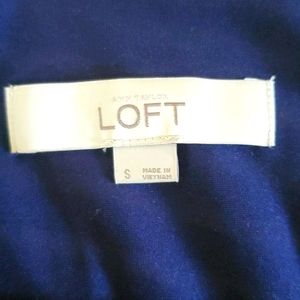 ANN TAYLOR
LOFT
S
MADE IN
VIETNAM